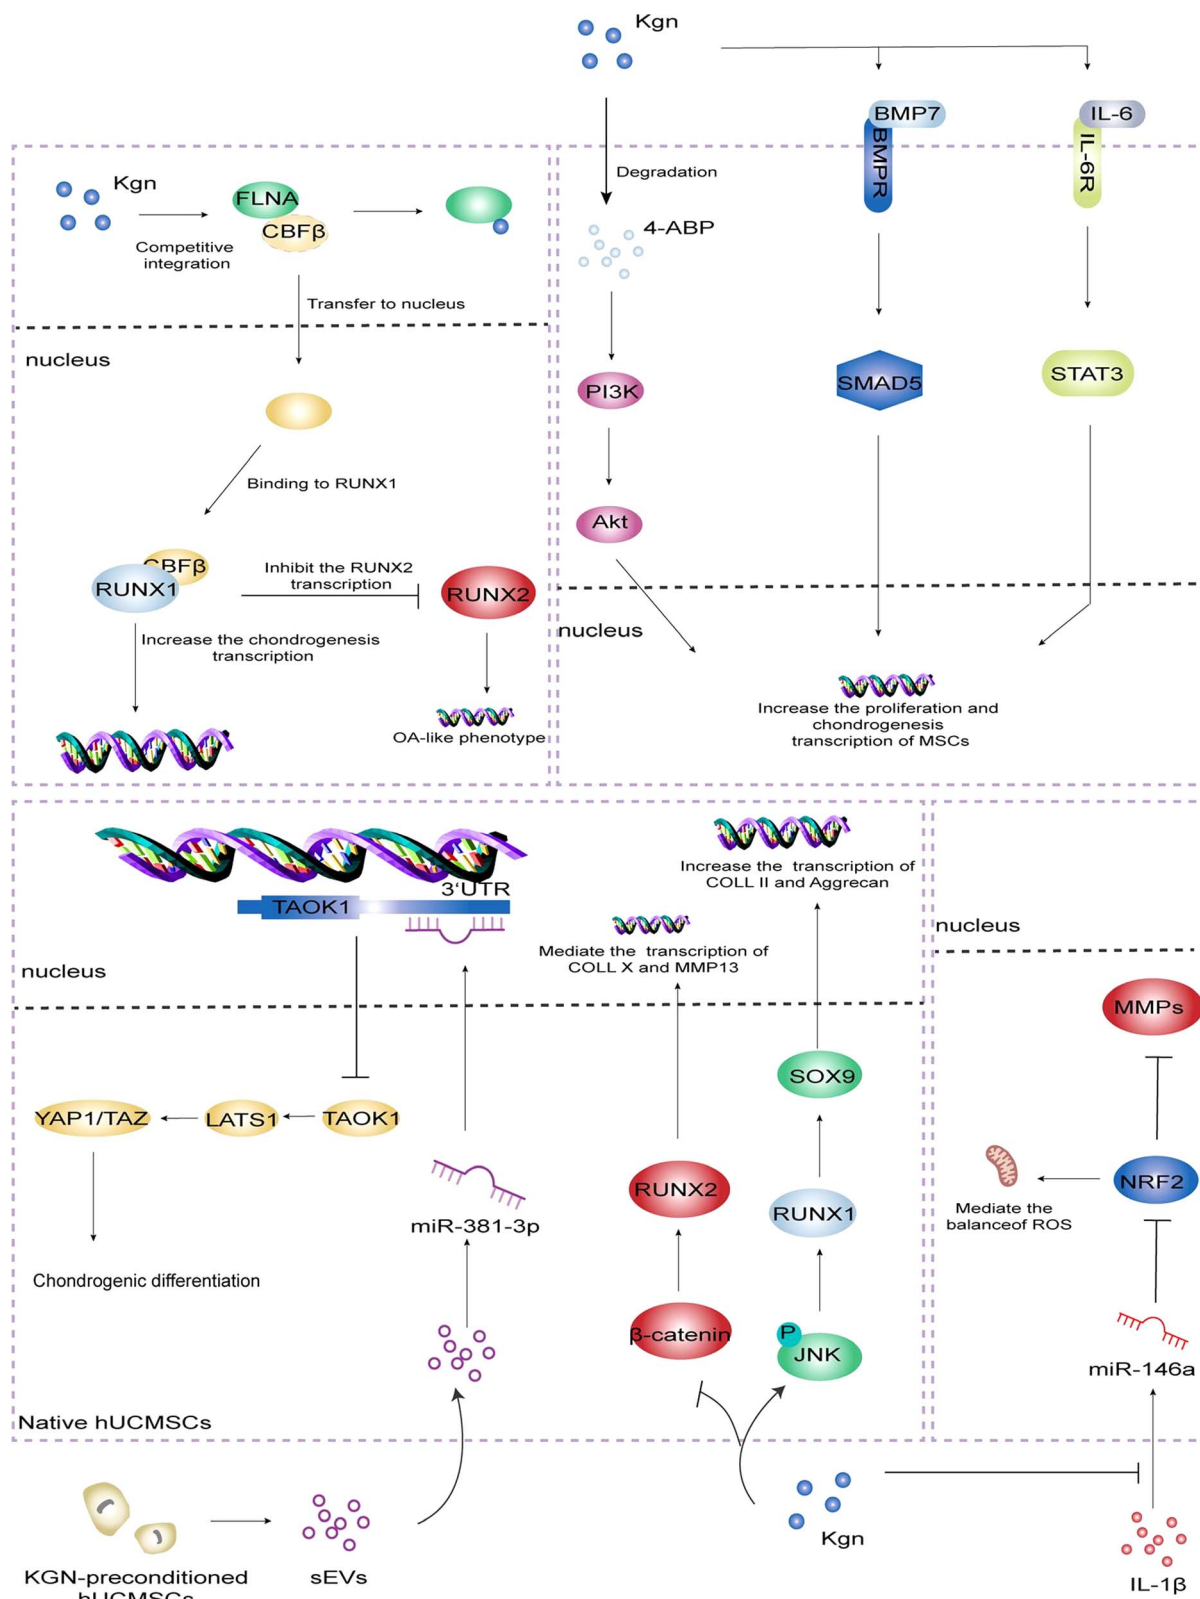 Kgn
BMP7
BMPR
IL-6
IL-6R
Degradation
4-ABP
PI3K
Akt
SMAD5
STAT3
nucleus
Increase the proliferation and
chondrogenesis
transcription of MSCs
Kgn
Competitive
integration
FLNA
CBFβ
Transfer to nucleus
nucleus
Binding to RUNX1
CBFβ
RUNX1
Inhibit the RUNX2
transcription
RUNX2
Increase the chondrogenesis
transcription
OA-like phenotype
3'UTR
TAOK1
nucleus
YAP1/TAZ
LATS1
TAOK1
Chondrogenic differentiation
miR-381-3p
Native hUCMSCs
KGN-preconditioned
hUCMSCs
sEVs
Increase the transcription of
COLL II and Aggrecan
Mediate the transcription of
COLL X and MMP13
SOX9
RUNX2
RUNX1
β-catenin
P
JNK
Kgn
nucleus
MMPs
NRF2
Mediate the
balanceof ROS
miR-146a
IL-1β